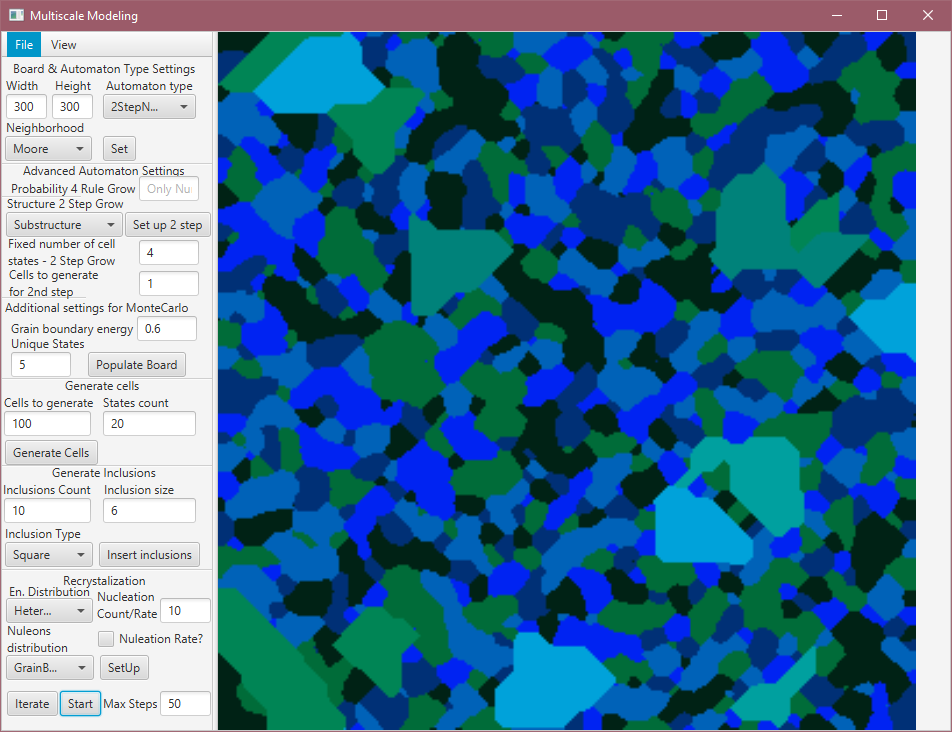 Multiscale Modeling
File View
Board & Automaton Type Settings
Width Height Automaton type
300 300 2StepN...
Neighborhood
Moore Set
Advanced Automaton Settings
Probability 4 Rule Grow Only Nu
Structure 2 Step Grow
Substructure Set up 2 step
Fixed number of cell
states - 2 Step Grow 4
Cells to generate
for 2nd step 1
Additional settings for MonteCarlo
Grain boundary energy 0.6
Unique States
5 Populate Board
Generate cells
Cells to generate States count
100 20
Generate Cells
Generate Inclusions
Inclusions Count Inclusion size
10 6
Inclusion Type
Square Insert inclusions
Recrystalization
En. Distribution Nucleation
Heter... Count/Rate 10
Nuleons
distribution Nuleation Rate?
GrainB... SetUp
Iterate Start Max Steps 50